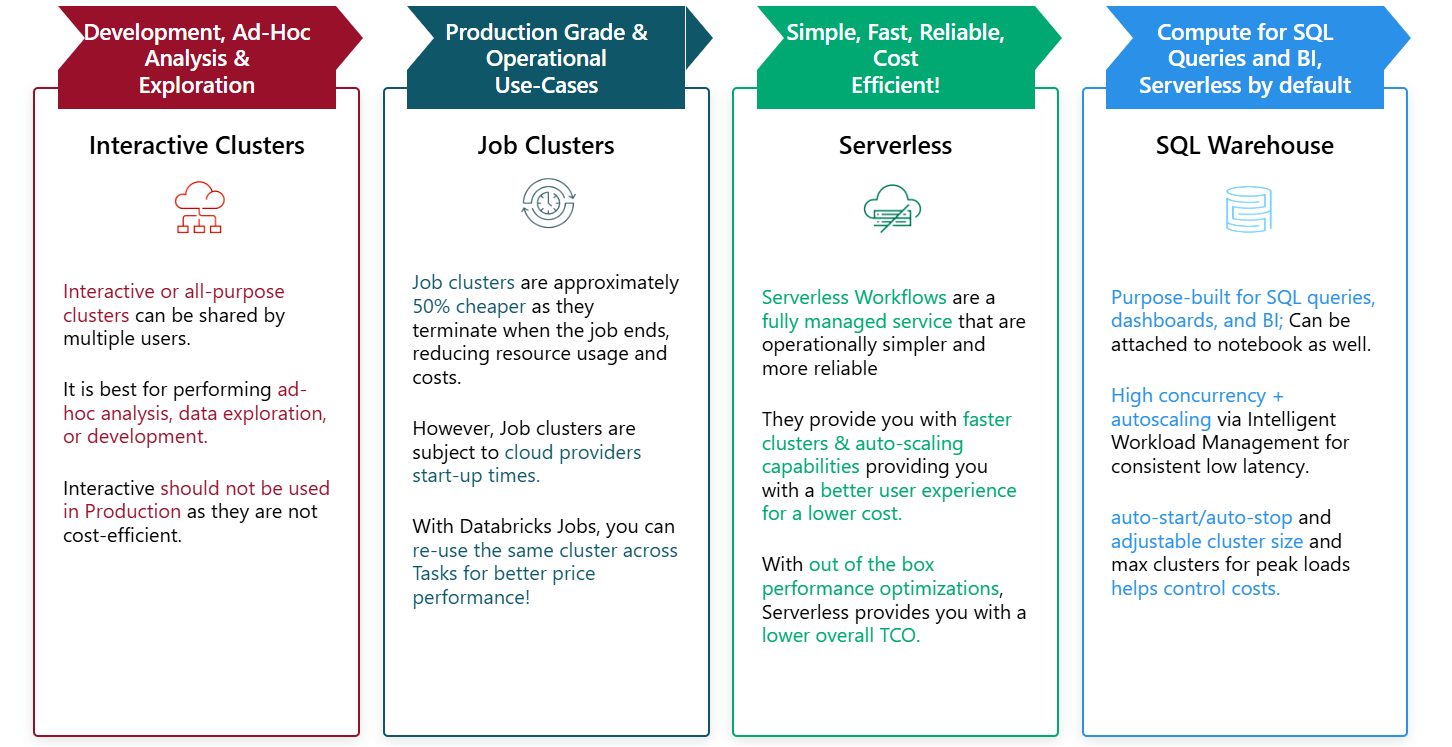 Development, Ad-Hoc
Analysis &
Exploration
Interactive Clusters
Interactive or all-purpose
clusters can be shared by
multiple users.
It is best for performing ad-
hoc analysis, data exploration,
or development.
Interactive should not be used
in Production as they are not
cost-efficient.
Production Grade &
Operational
Use-Cases
Job Clusters
Job clusters are approximately
50% cheaper as they
terminate when the job ends,
reducing resource usage and
costs.
However, Job clusters are
subject to cloud providers
start-up times.
With Databricks Jobs, you can
re-use the same cluster across
Tasks for better price
performance!
Simple, Fast, Reliable,
Cost
Efficient!
Serverless
Serverless Workflows are a
fully managed service that are
operationally simpler and
more reliable
They provide you with faster
clusters & auto-scaling
capabilities providing you
with a better user experience
for a lower cost.
With out of the box
performance optimizations,
Serverless provides you with a
lower overall TCO.
Compute for SQL
Queries and BI,
Serverless by default
SQL Warehouse
Purpose-built for SQL queries,
dashboards, and BI; Can be
attached to notebook as well.
High concurrency +
autoscaling via Intelligent
Workload Management for
consistent low latency.
auto-start/auto-stop and
adjustable cluster size and
max clusters for peak loads
helps control costs.